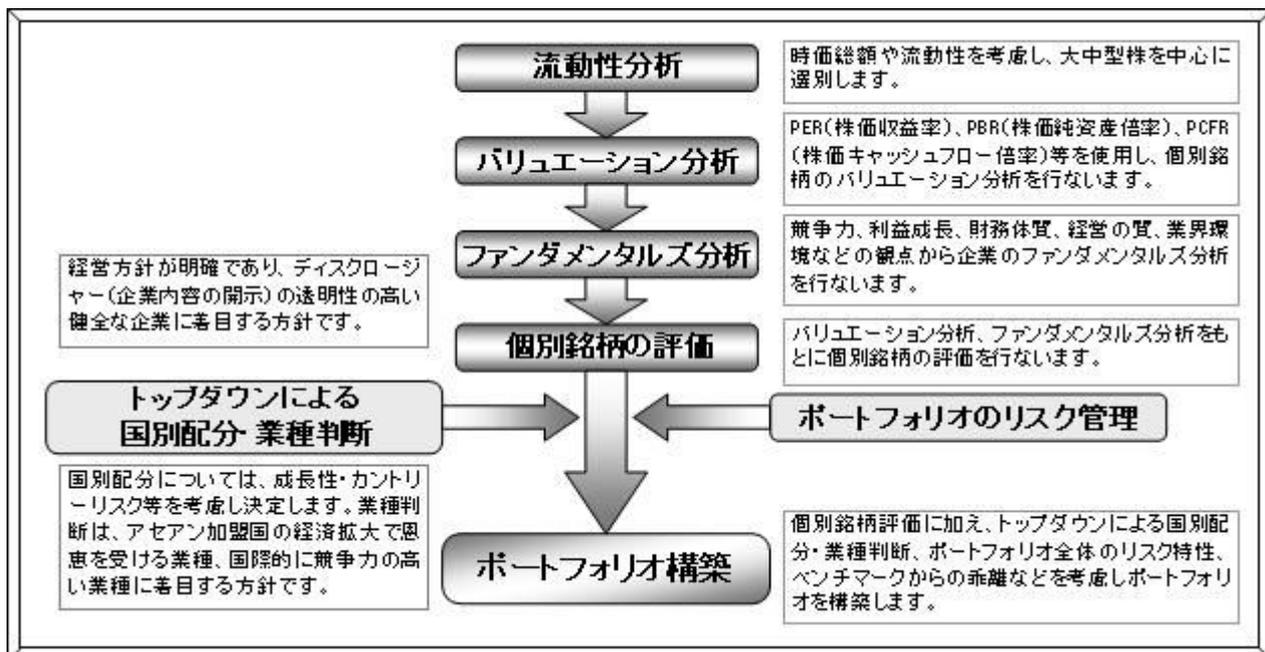 流動性分析
時価総額や流動性を考慮し、大中型株を中心に
選別します。
バリュエーション分析
PER(株価収益率)、PBR(株価純資産倍率)、PCFR
(株価キャッシュフロー倍率)等を使用し、個別銘
柄のバリュエーション分析を行ないます。
ファンダメンタルズ分析
競争力、利益成長、財務体質、経営の質、業界環
境などの観点から企業のファンダメンタルズ分析
を行ないます。
経営方針が明確であり、ディスクロージ
ャー(企業内容の開示)の透明性の高い
健全な企業に着目する方針です。
個別銘柄の評価
バリュエーション分析、ファンダメンタルズ分析をも
とに個別銘柄の評価を行ないます。
トップダウンによる
国別配分・業種判断
ポートフォリオのリスク管理
国別配分については、成長性・カントリ
ーリスク等を考慮し決定します。業種判
断は、アセアン加盟国の経済拡大で恩
恵を受ける業種、国際的に競争力の高
い業種に着目する方針です。
ポートフォリオ構築
個別銘柄評価に加え、トップダウンによる国別配
分・業種判断、ポートフォリオ全体のリスク特性、
ベンチマークからの乖離などを考慮しポートフォリ
オを構築します。